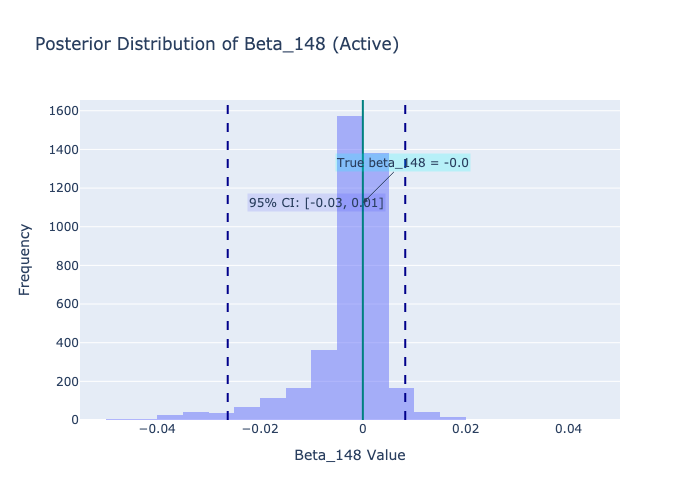 Posterior Distribution of Beta_148 (Active)
1600
1400
1200
1000
800
600
400
200
0
Frequency
True beta_148 = -0.0
95% CI: [-0.03, 0.01]
−0.04
−0.02
0
0.02
0.04
Beta_148 Value